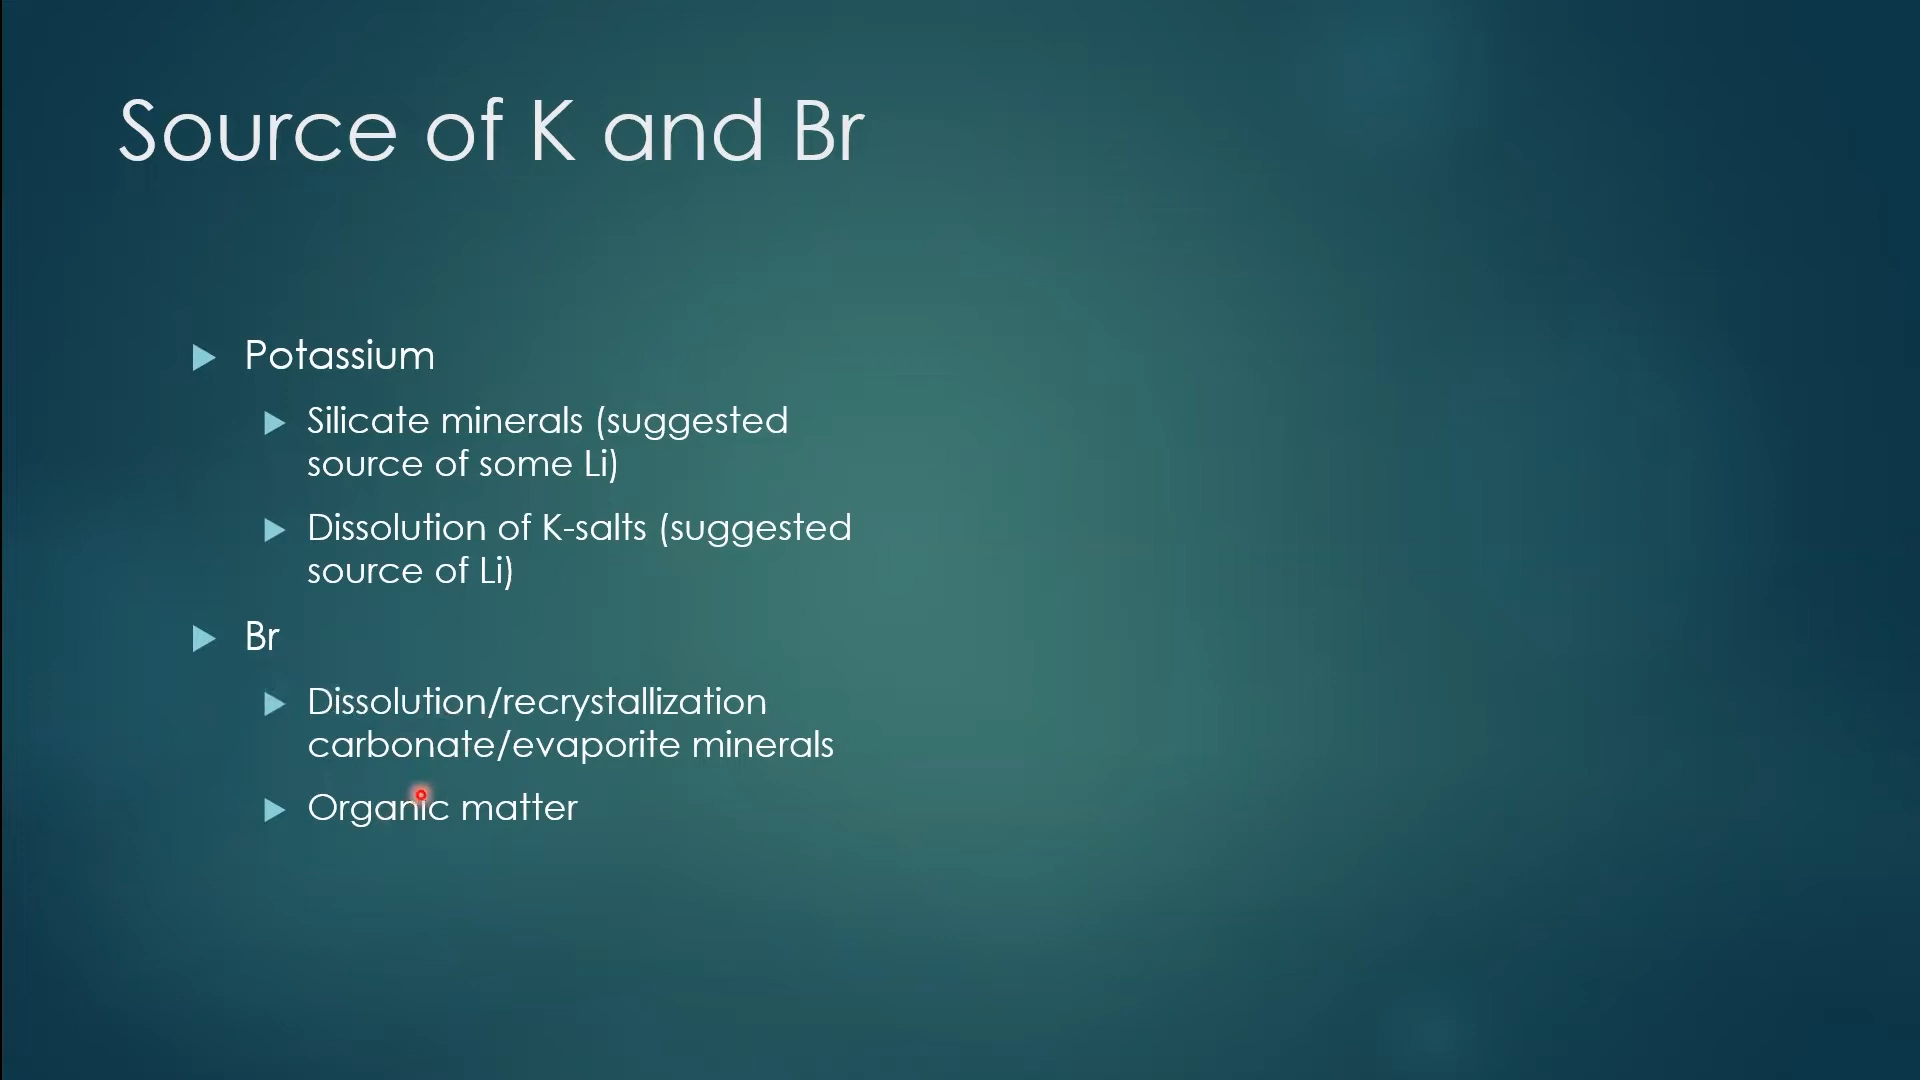 Source of K and Br
Potassium
Silicate minerals (suggested
source of some Li)
Dissolution of K-salts (suggested
source of Li)
Br
Dissolution/recrystallization
carbonate/evaporite minerals
Organic matter